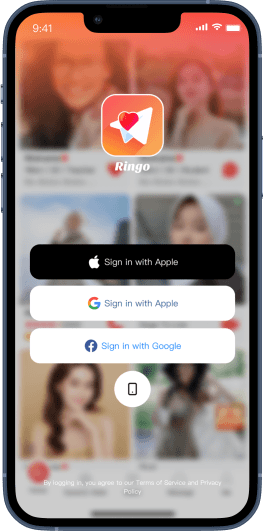 9:41
Ringo
Sign in with Apple
Sign in with Apple
Sign in with Google
By logging in, you agree to our Terms of Service and Privacy
Policy